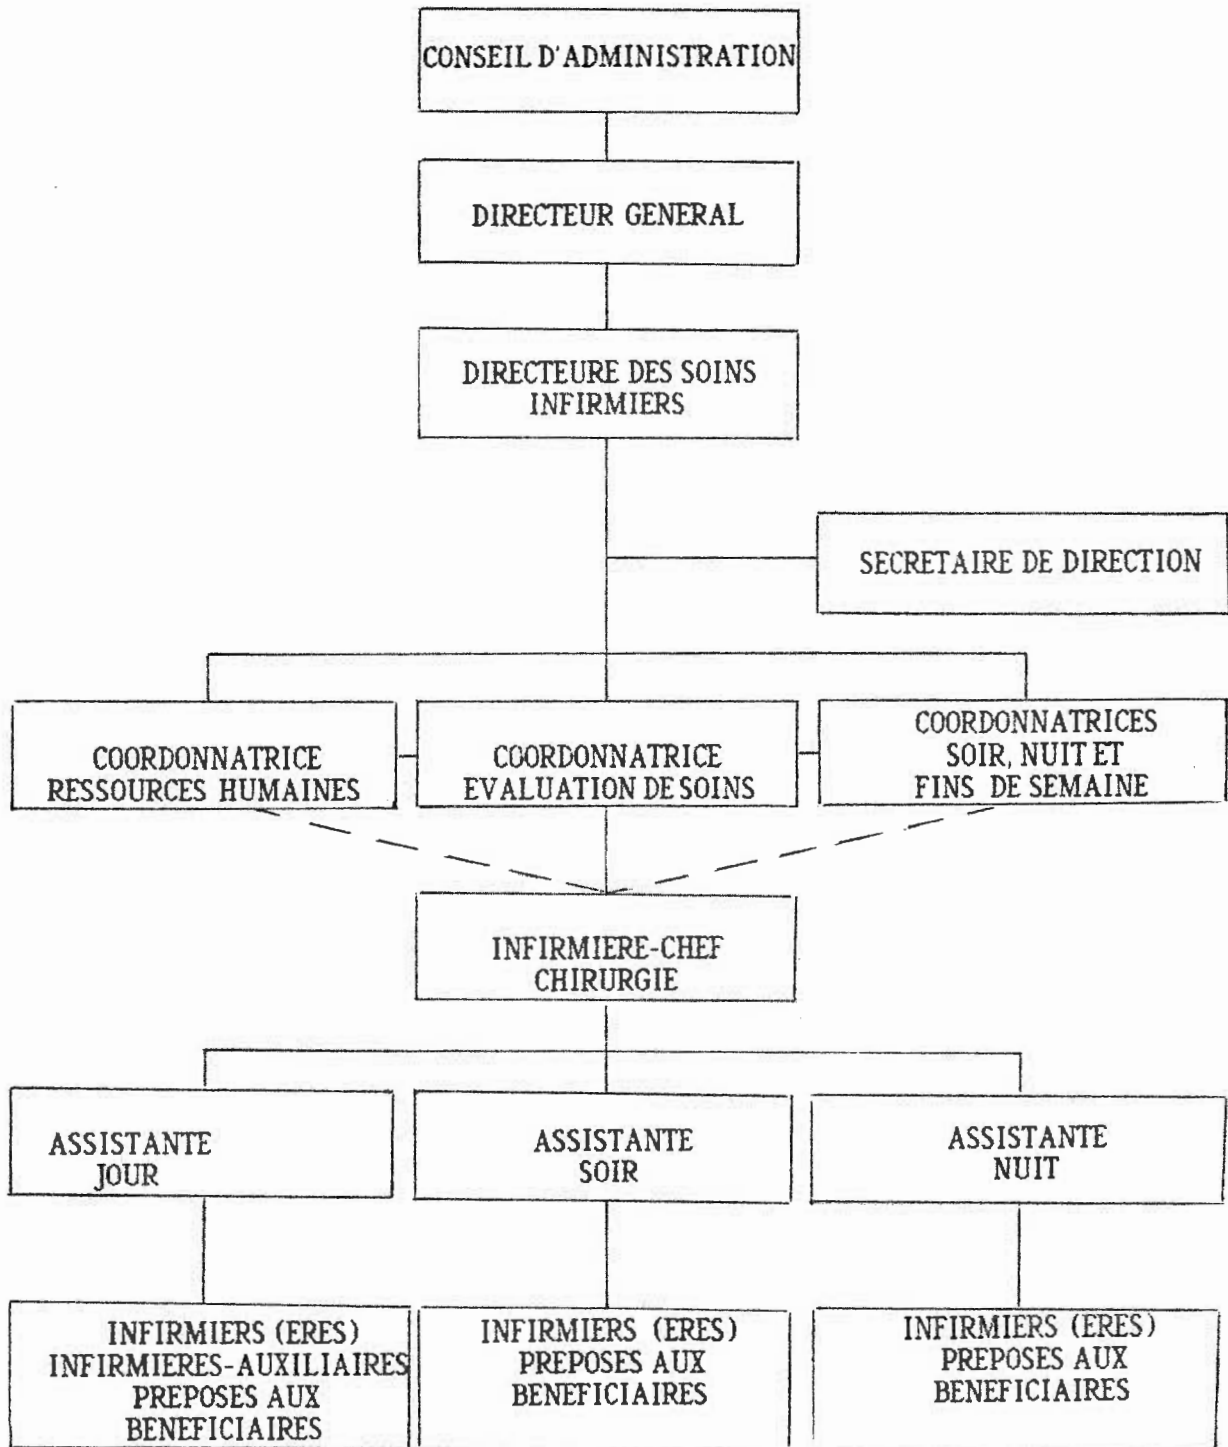 CONSEIL D'ADMINISTRATION
DIRECTEUR GENERAL
DIRECTEURE DES SOINS
INFIRMIERS
SECRETAIRE DE DIRECTION
COORDONNATRICE
RESSOURCES HUMAINES
COORDONNATRICE
EVALUATION DE SOINS
COORDONNATRICES
SOIR, NUIT ET
FINS DE SEMAINE
INFIRMIERE-CHEF
CHIRURGIE
ASSISTANTE
JOUR
ASSISTANTE
SOIR
ASSISTANTE
NUIT
INFIRMIERS (ERES)
INFIRMIERES-AUXILIAIRES
PREPOSES AUX
BENEFICIAIRES
INFIRMIERS (ERES)
PREPOSES AUX
BENEFICIAIRES
INFIRMIERS (ERES)
PREPOSES AUX
BENEFICIAIRES